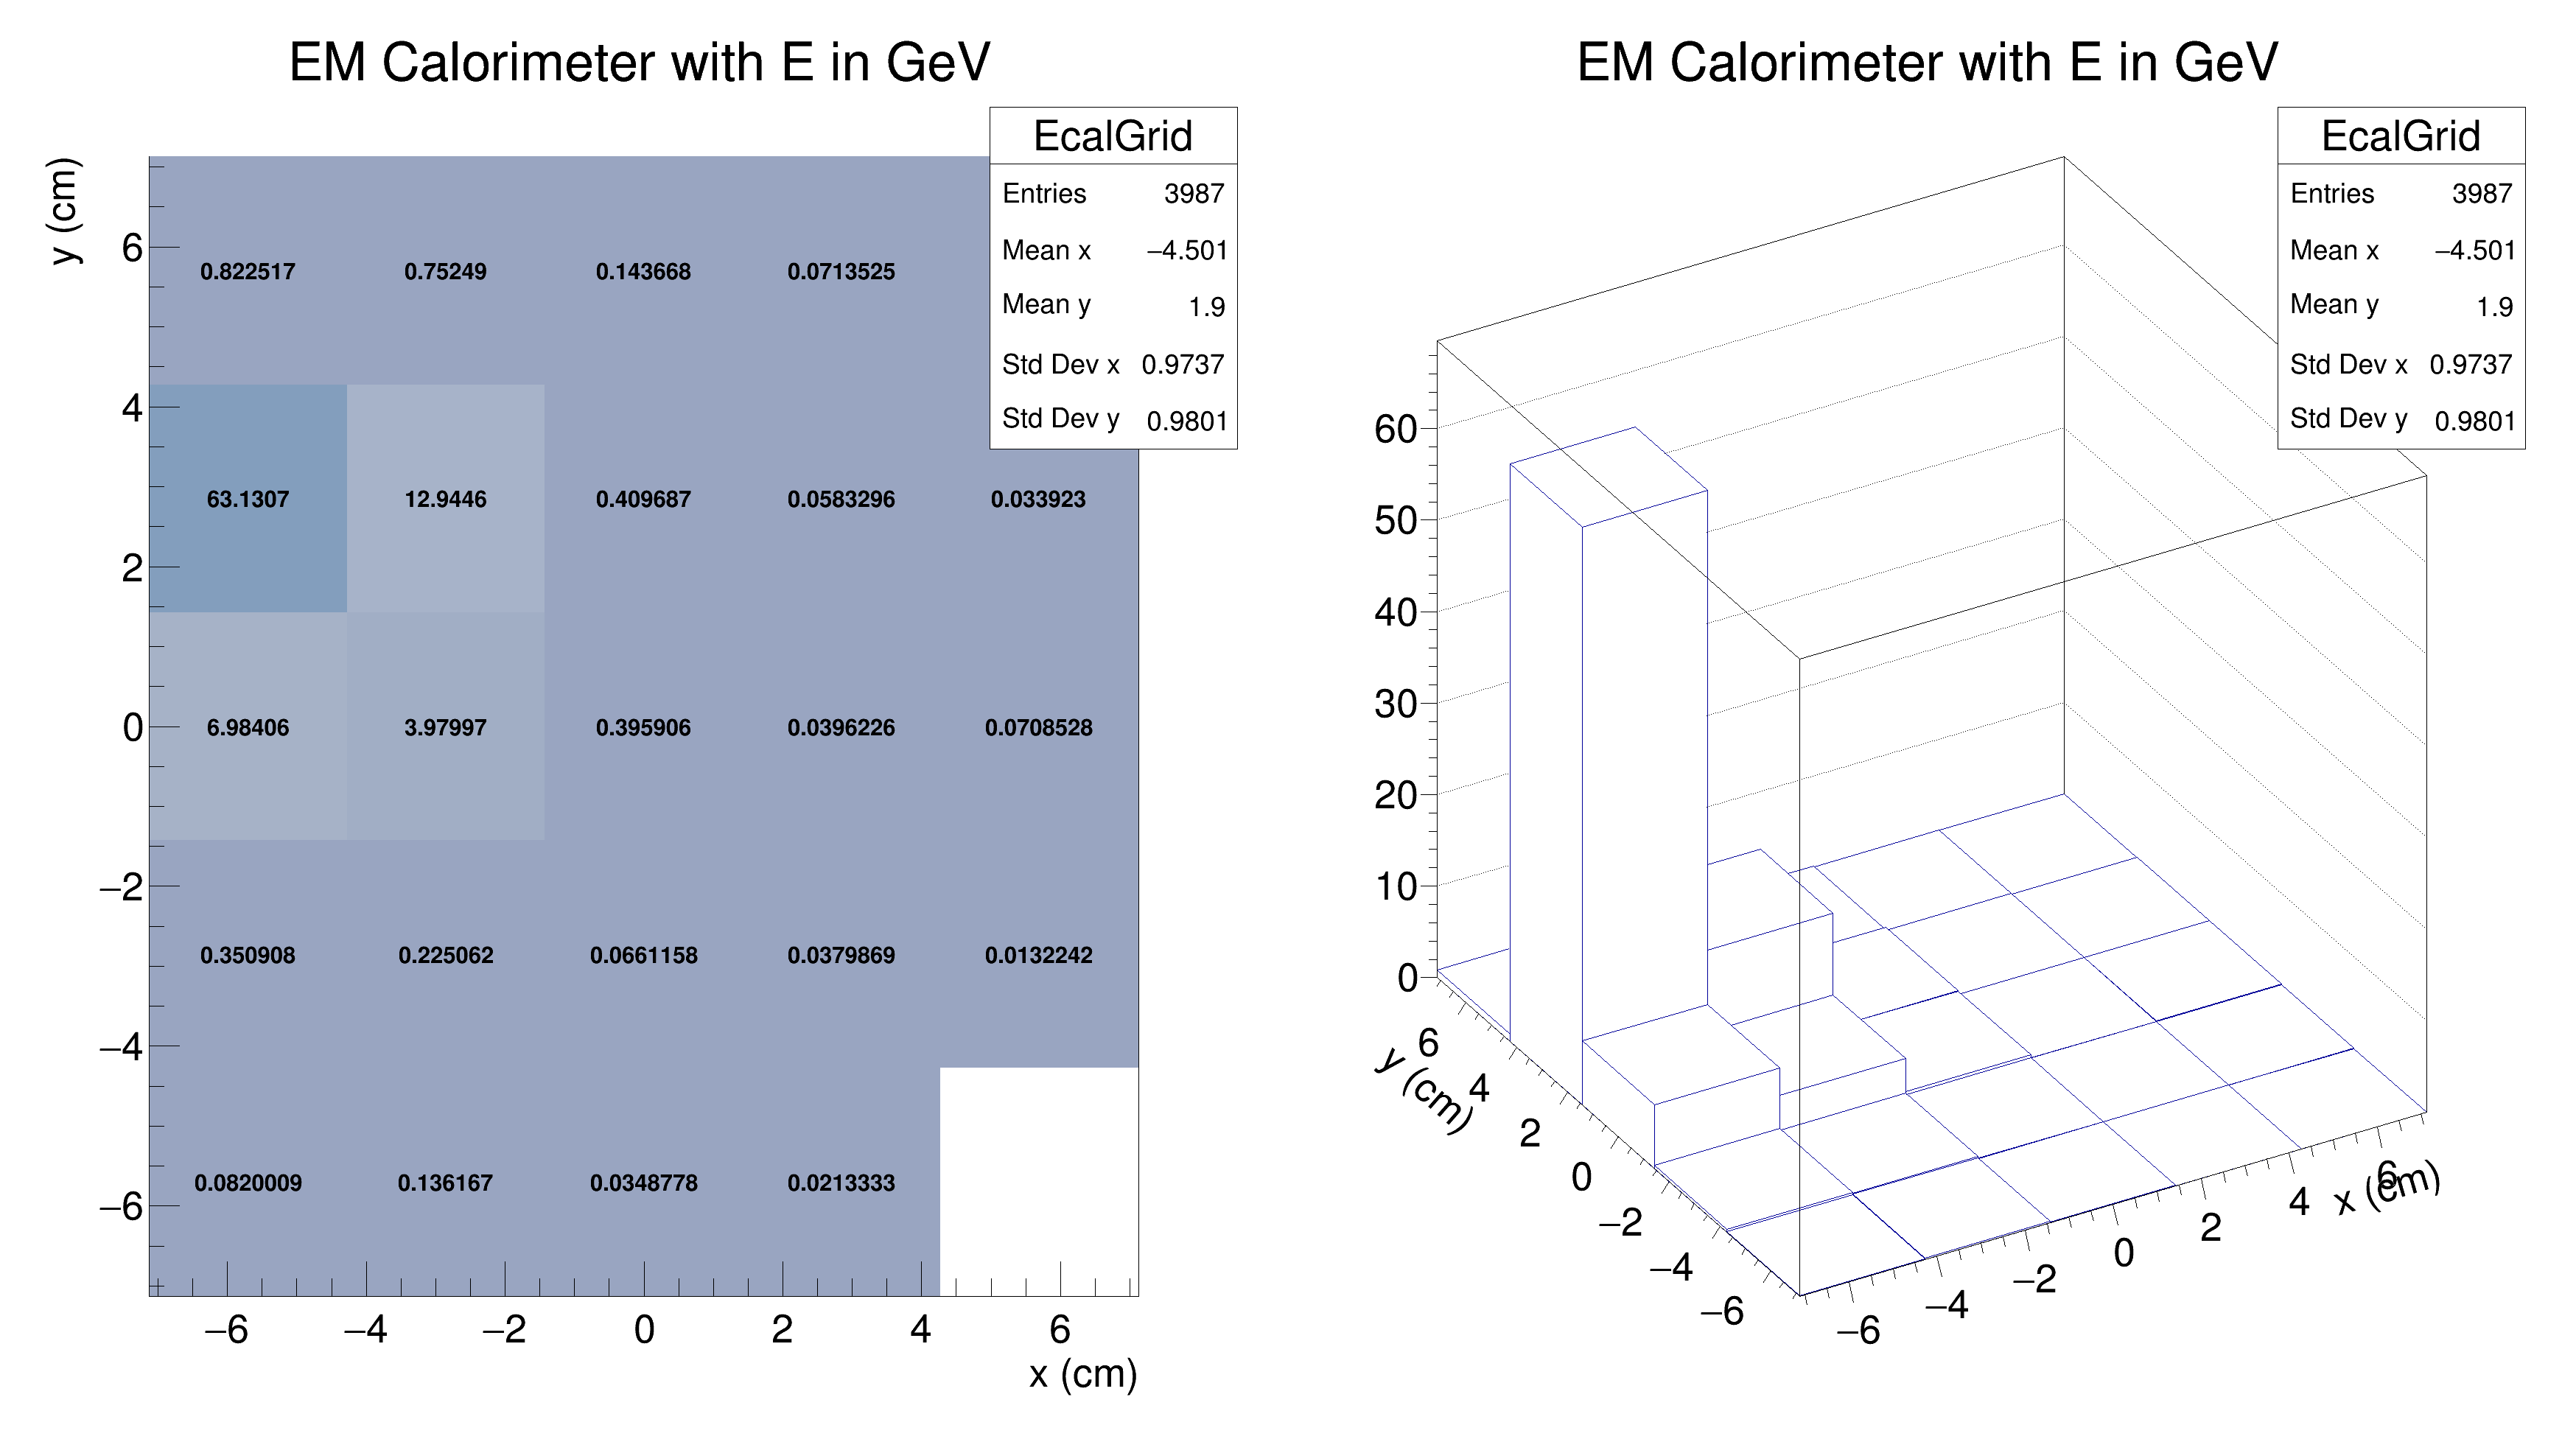 EM Calorimeter with E in GeV
y (cm)
EcalGrid
Entries 3987
Mean x −4.501
Mean y 1.9
Std Dev x 0.9737
Std Dev y 0.9801
6
4
2
0
−2
−4
−6
0.822517 0.75249 0.143668 0.0713525
63.1307 12.9446 0.409687 0.0583296 0.033923
6.98406 3.97997 0.395906 0.0396226 0.0708528
0.350908 0.225062 0.0661158 0.0379869 0.0132242
0.0820009 0.136167 0.0348778 0.0213333
−6 −4 −2 0 2 4 6
x (cm)
EM Calorimeter with E in GeV
EcalGrid
Entries 3987
Mean x −4.501
Mean y 1.9
Std Dev x 0.9737
Std Dev y 0.9801
60
50
40
30
20
10
0
y (cm)
6
4
2
0
−2
−4
−6
−6 −4 −2 0 2 4 6
x (cm)